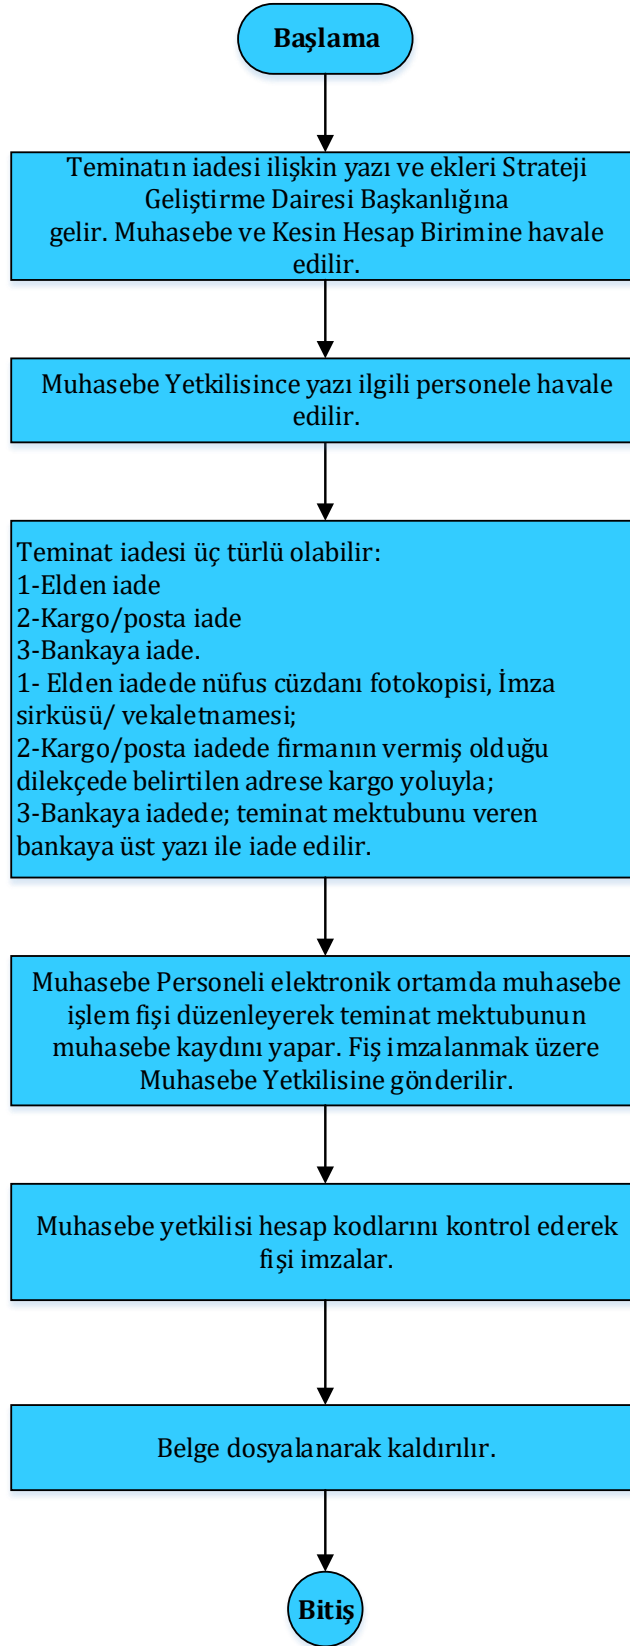 Başlama
Teminatın iadesi ilişkin yazı ve ekleri Strateji
Geliştirme Dairesi Başkanlığına
gelir. Muhasebe ve Kesin Hesap Birimine havale
edilir.
Muhasebe Yetkilisince yazı ilgili personele havale
edilir.
Teminat iadesi üç türlü olabilir:
1-Elden iade
2-Kargo/posta iade
3-Bankaya iade.
1- Elden iadede nüfus cüzdanı fotokopisi, İmza
sirküsü/ vekaletnamesi;
2-Kargo/posta iadede firmanın vermiş olduğu
dilekçede belirtilen adrese kargo yoluyla;
3-Bankaya iadede; teminat mektubunu veren
bankaya üst yazı ile iade edilir.
Muhasebe Personeli elektronik ortamda muhasebe
işlem fişi düzenleyerek teminat mektubunun
muhasebe kaydını yapar. Fiş imzalanmak üzere
Muhasebe Yetkilisine gönderilir.
Muhasebe yetkilisi hesap kodlarını kontrol ederek
fişi imzalar.
Belge dosyalanarak kaldırılır.
Bitiş